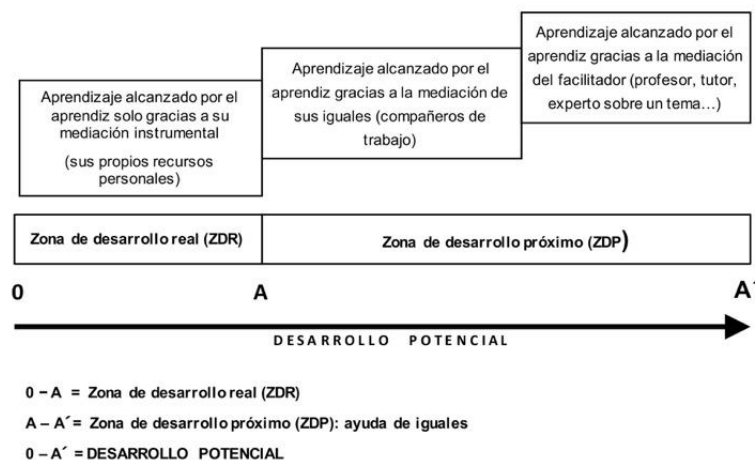 Aprendizaje alcanzado por el
aprendiz solo gracias a su
mediación instrumental
(sus propios recursos
personales)
Aprendizaje alcanzado por el
aprendiz gracias a la mediación de
sus iguales (compañeros de
trabajo)
Aprendizaje alcanzado por el
aprendiz gracias a la mediación
del facilitador (profesor, tutor,
experto sobre un tema…)
Zona de desarrollo real (ZDR)
Zona de desarrollo próximo (ZDP)
0
A
A´
DESARROLLO POTENCIAL
0 – A = Zona de desarrollo real (ZDR)
A – A´= Zona de desarrollo próximo (ZDP): ayuda de iguales
0 – A´ = DESARROLLO POTENCIAL